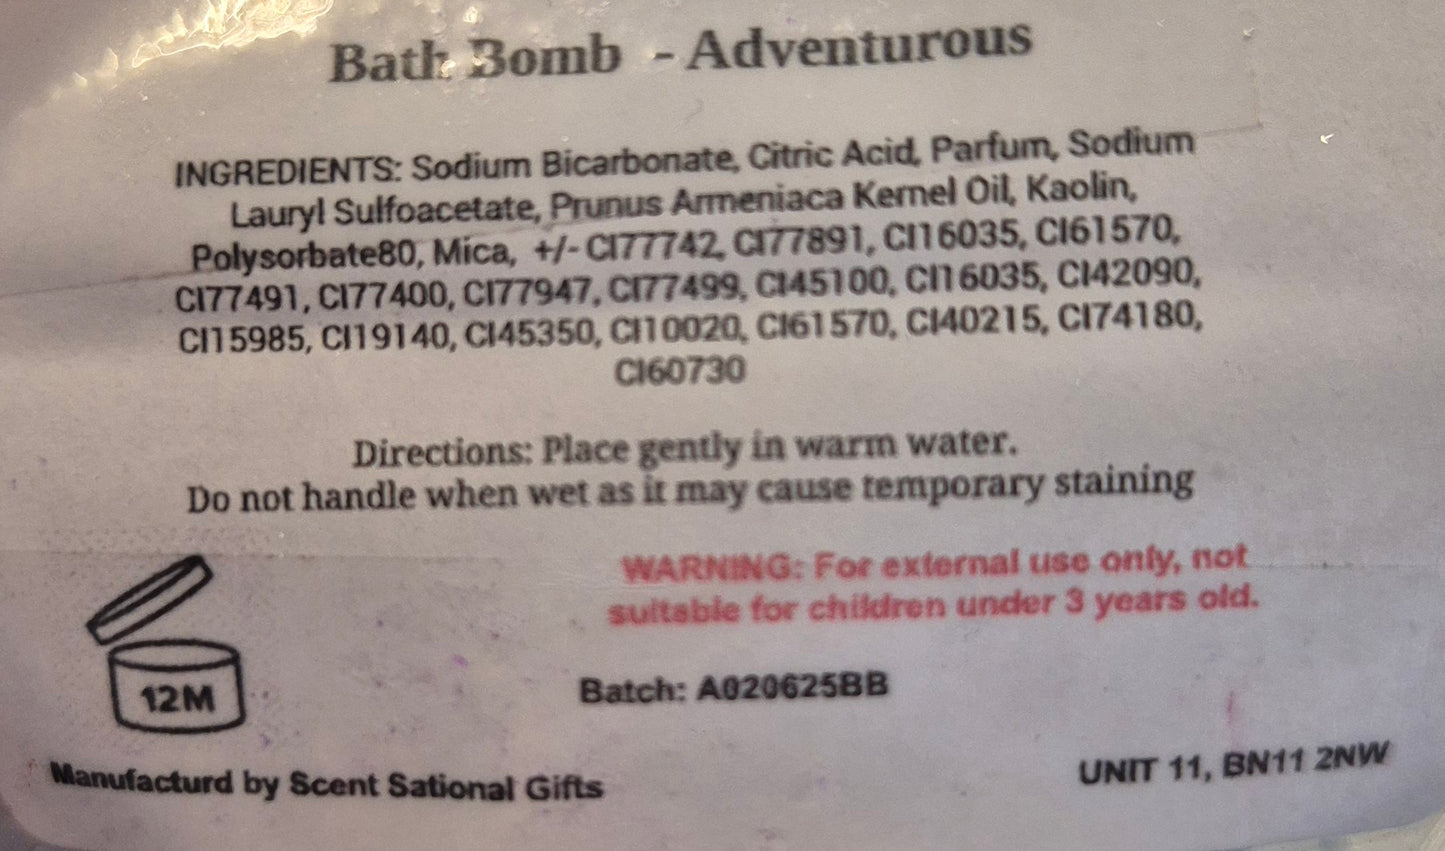 Bath Bomb - Adventurous
INGREDIENTS: Sodium Bicarbonate, Citric Acid, Parfum, Sodium
Lauryl Sulfoacetate, Prunus Armeniaca Kernel Oil, Kaolin,
Polysorbate80, Mica, +/- CI77742, CI77891, CI16035, CI61570,
CI77491, CI77400, CI77947, CI77499, CI45100, CI16035, CI42090,
CI15985, CI19140, CI45350, CI10020, CI61570, CI40215, CI74180,
CI60730
Directions: Place gently in warm water.
Do not handle when wet as it may cause temporary staining
WARNING: For external use only, not
suitable for children under 3 years old.
12M
Batch: A020625BB
Manufacturd by Scent Sational Gifts
UNIT 11, BN11 2NW